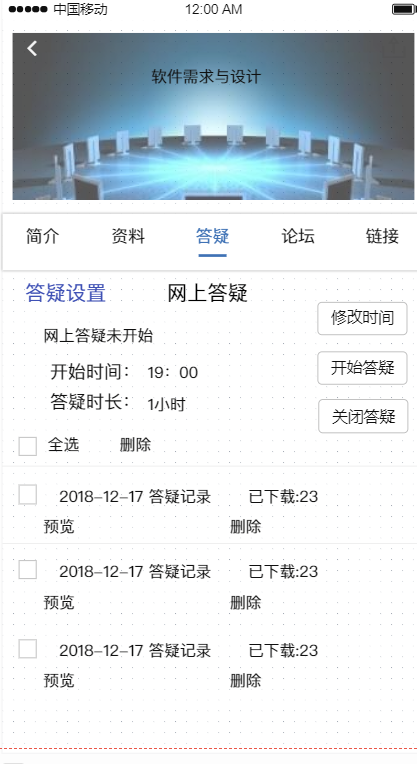 中国移动 12:00 AM
软件需求与设计
简介 资料 答疑 论坛 链接
答疑设置 网上答疑
修改时间
网上答疑未开始
开始时间： 19：00
开始答疑
答疑时长： 1小时
关闭答疑
全选 删除
2018-12-17 答疑记录 已下载:23
预览 删除
2018-12-17 答疑记录 已下载:23
预览 删除
2018-12-17 答疑记录 已下载:23
预览 删除